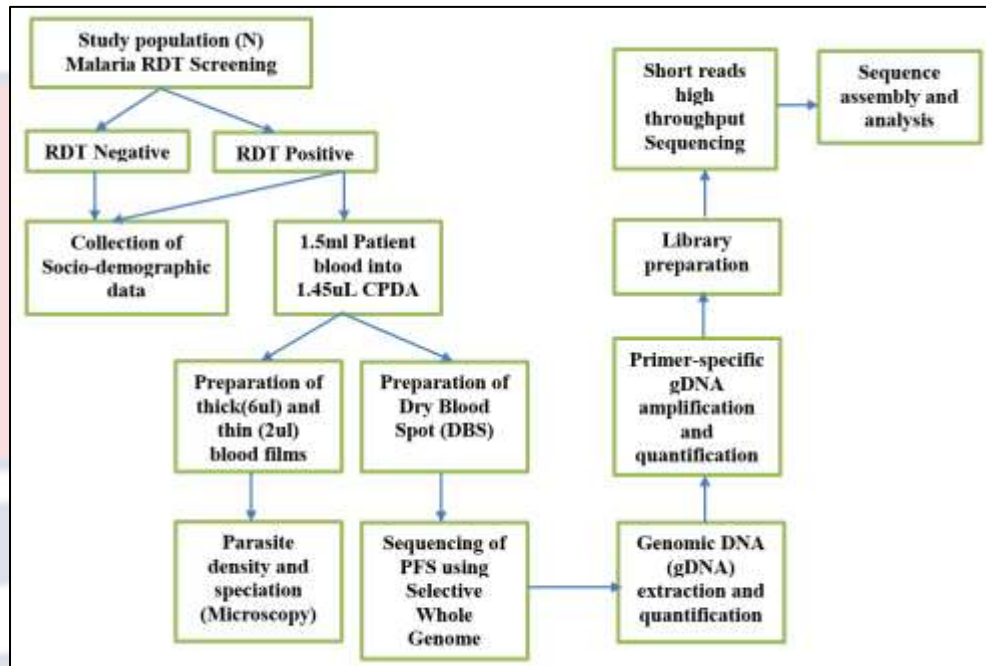 Study population (N)
Malaria RDT Screening
RDT Negative
RDT Positive
Collection of
Socio-demographic
data
1.5ml Patient
blood into
1.45uL CPDA
Preparation of
thick(6ul) and
thin (2ul)
blood films
Preparation of
Dry Blood
Spot (DBS)
Parasite
density and
speciation
(Microscopy)
Sequencing of
PFS using
Selective
Whole
Genome
Genomic DNA
(gDNA)
extraction and
quantification
Primer-specific
gDNA
amplification
and
quantification
Library
preparation
Short reads
high
throughput
Sequencing
Sequence
assembly and
analysis